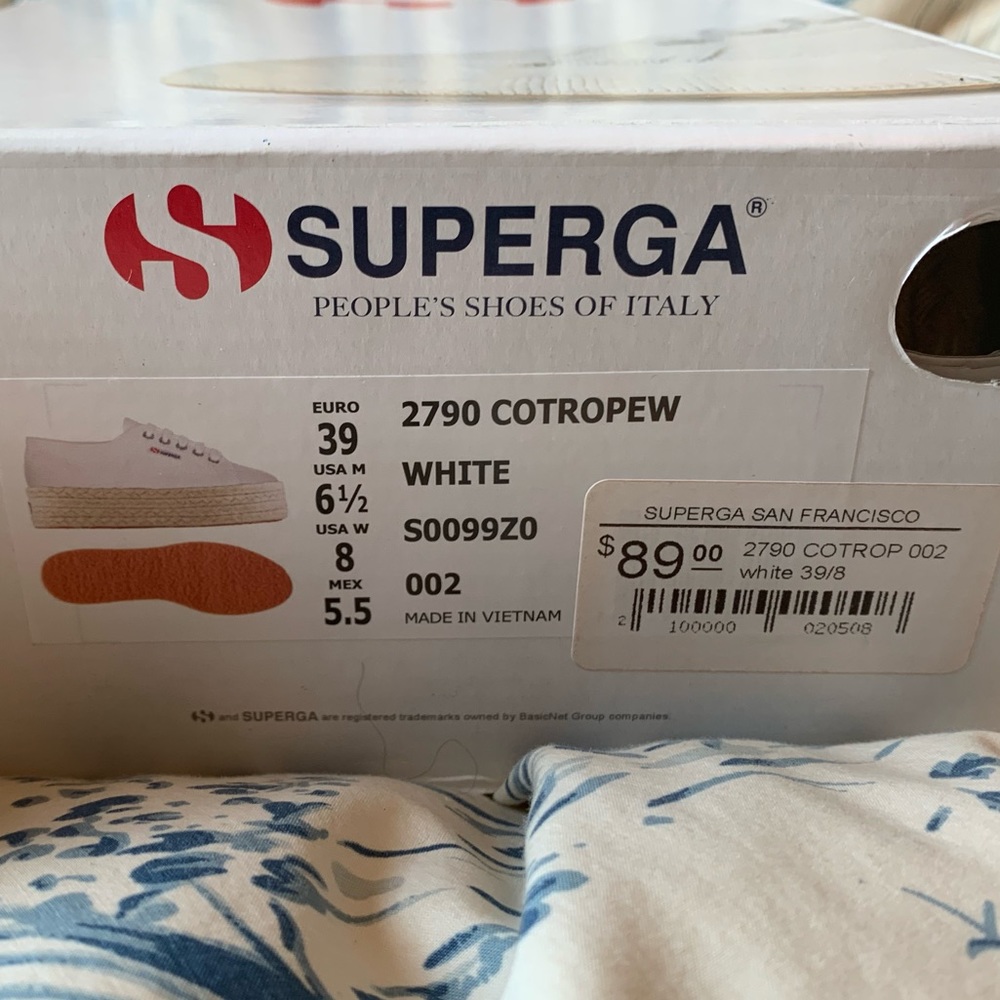 SUPERGA®
PEOPLE'S SHOES OF ITALY
EURO
39
USA M
6½
USA W
8
MEX
5.5
2790 COTROPEW
WHITE
S0099Z0
002
MADE IN VIETNAM
SUPERGA SAN FRANCISCO
$89.00
2790 COTROP 002
white 39/8
2 100000 020508
and SUPERGA are registered trademarks owned by BasicNet Group companies.